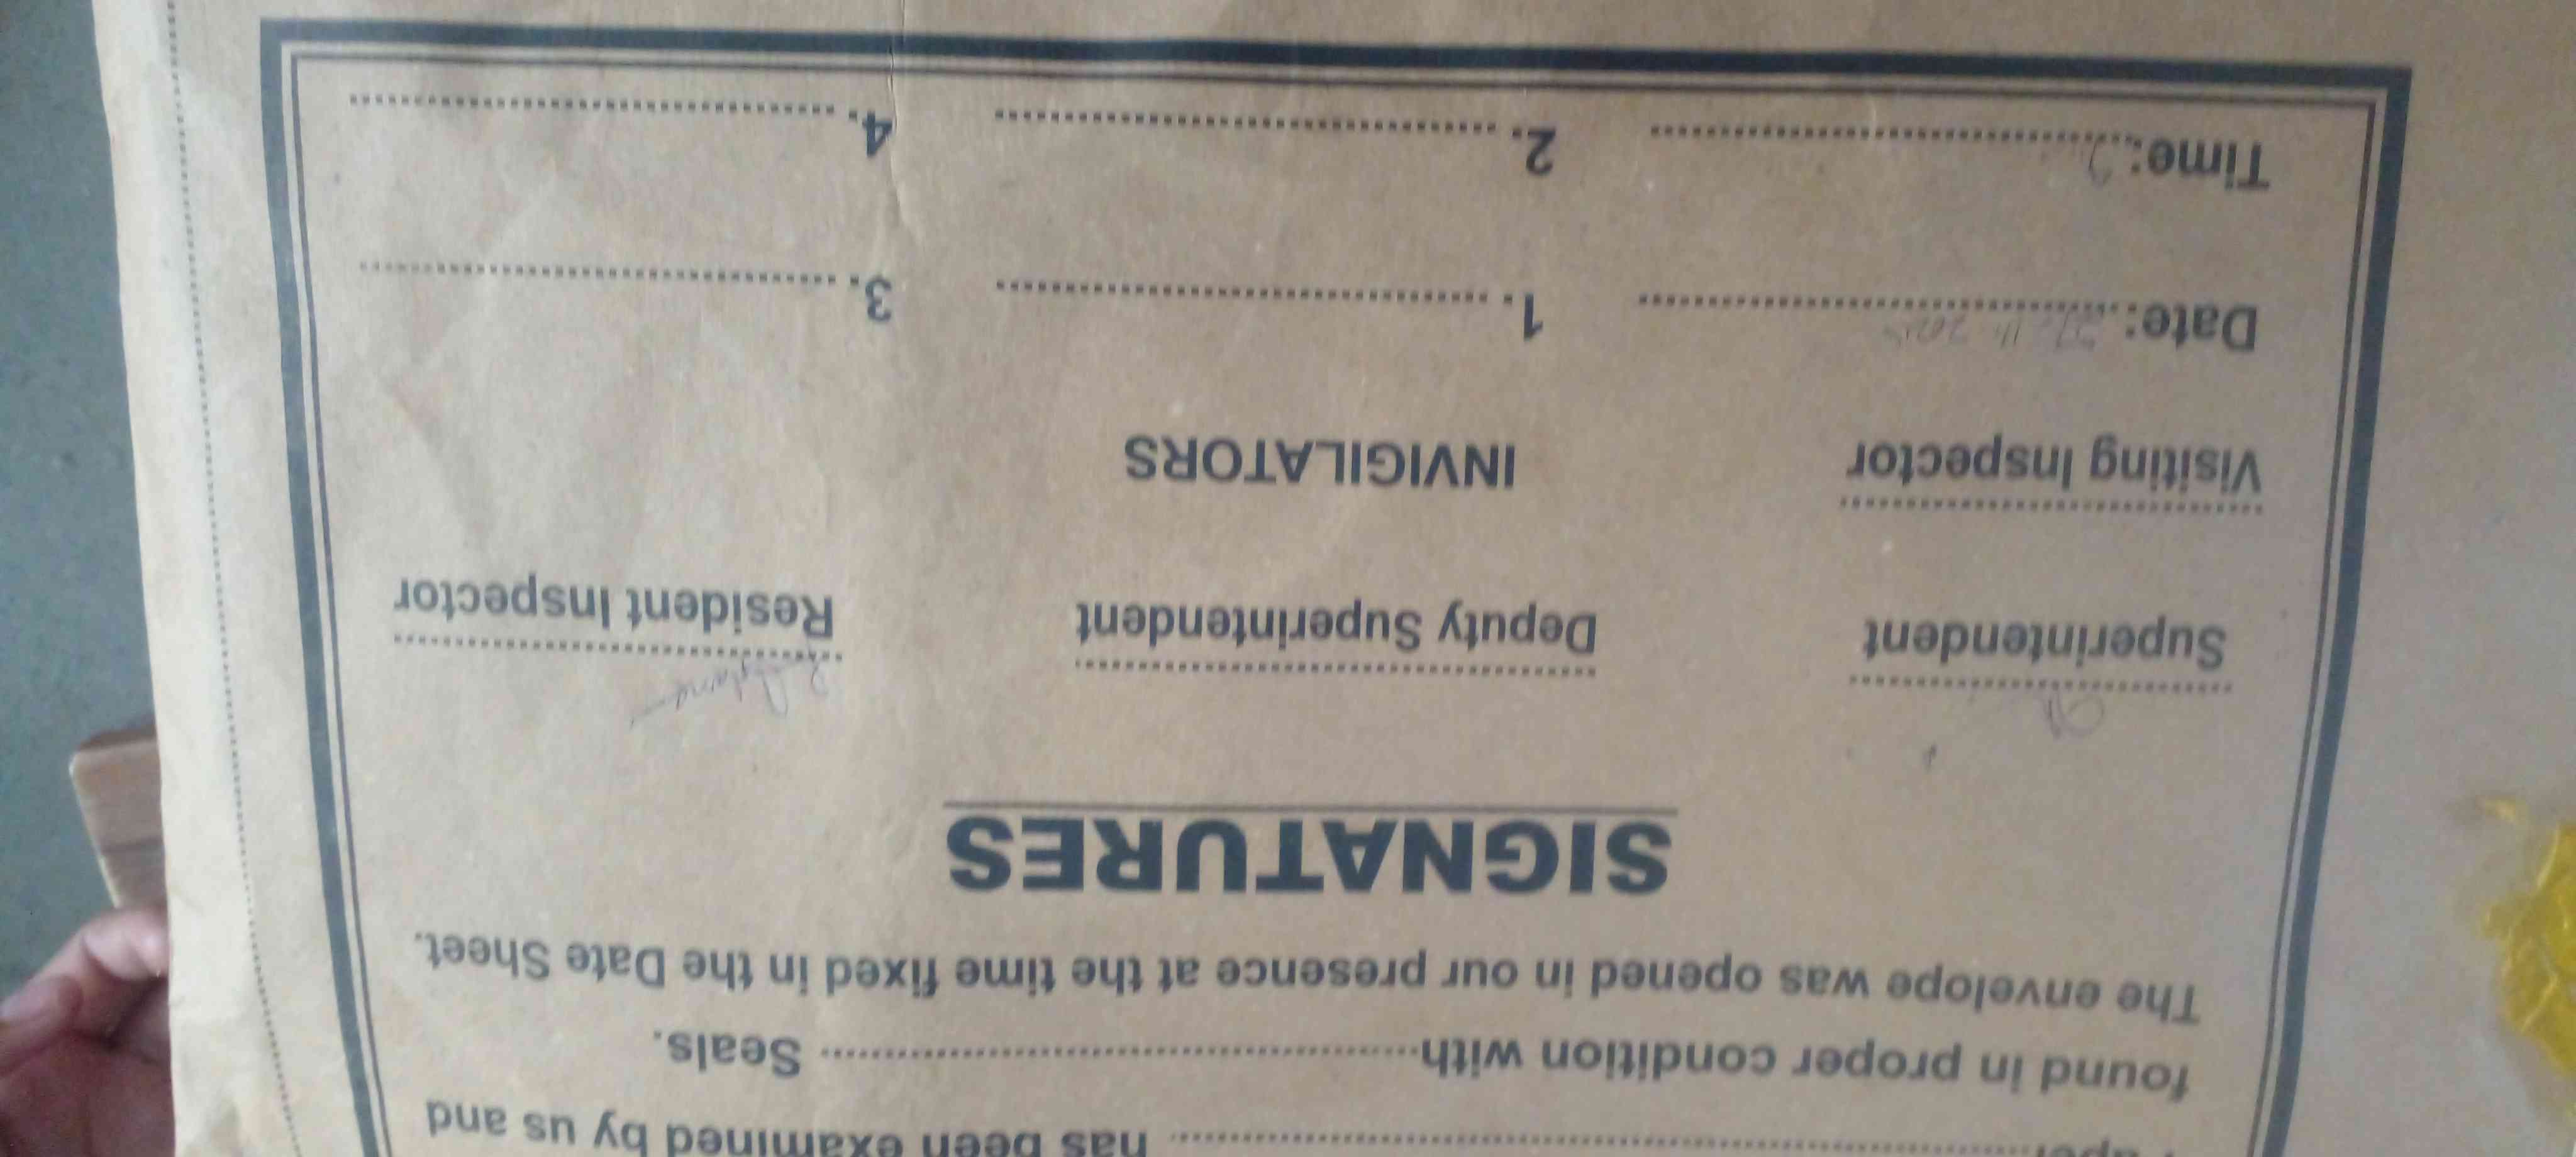 has been examined by us and
found in proper condition with........................ Seals.
The envelope was opened in our presence at the time fixed in the Date Sheet.
SIGNATURES
Superintendent Deputy Superintendent Resident Inspector
Visiting Inspector INVIGILATORS
Date: 1. 3.
Time: 2. 4.